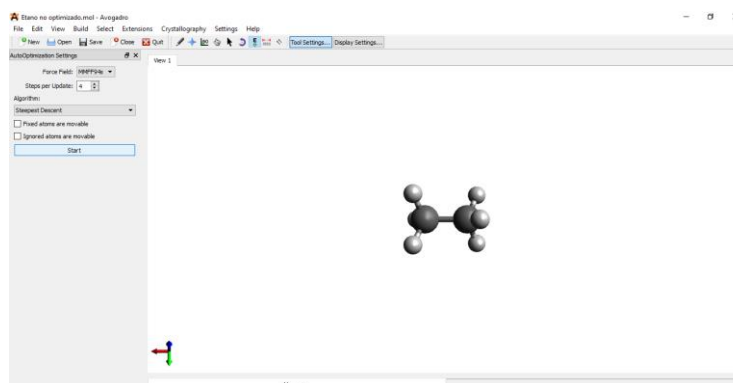 Etano no optimizado.mol - Avogadro
File Edit View Build Select Extensions Crystallography Settings Help
New Open Save Close Quit Tool Settings... Display Settings...
AutoOptimization Settings
View 1
Force Field: MMFF94s
Steps per Update: 4
Algorithm:
Steepest Descent
Fixed atoms are movable
Ignored atoms are movable
Start